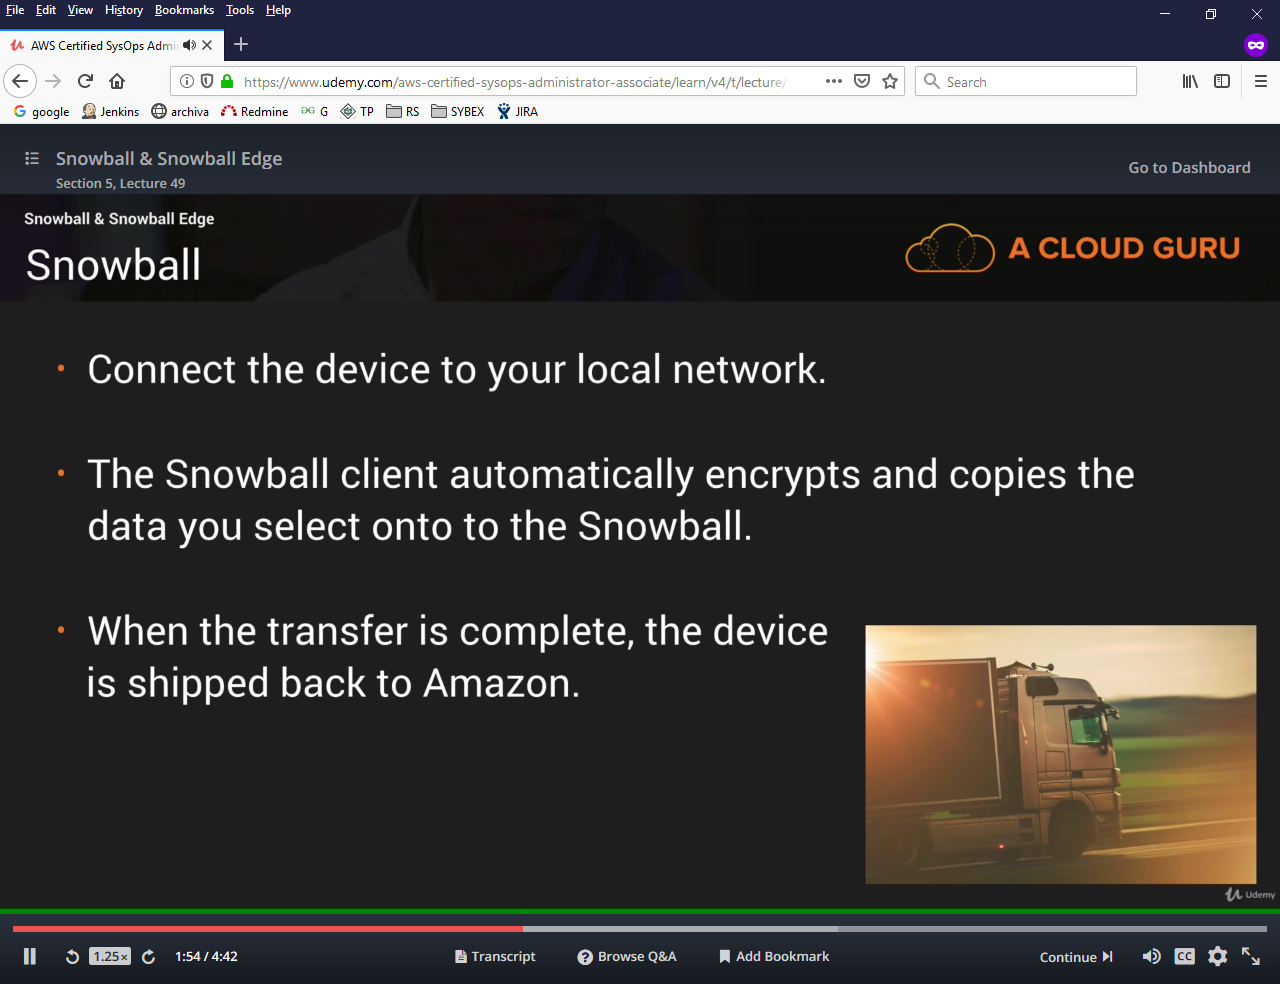 File Edit View History Bookmarks Tools Help
AWS Certified SysOps Admi
https://www.udemy.com/aws-certified-sysops-administrator-associate/learn/v4/t/lecture/
Search
google Jenkins archiva Redmine G TP RS SYBEX JIRA
Snowball & Snowball Edge
Section 5, Lecture 49
Go to Dashboard
Snowball & Snowball Edge
Snowball
A CLOUD GURU
• Connect the device to your local network.
• The Snowball client automatically encrypts and copies the
data you select onto to the Snowball.
• When the transfer is complete, the device
is shipped back to Amazon.
Udemy
1.25× 1:54 / 4:42 Transcript Browse Q&A Add Bookmark Continue CC